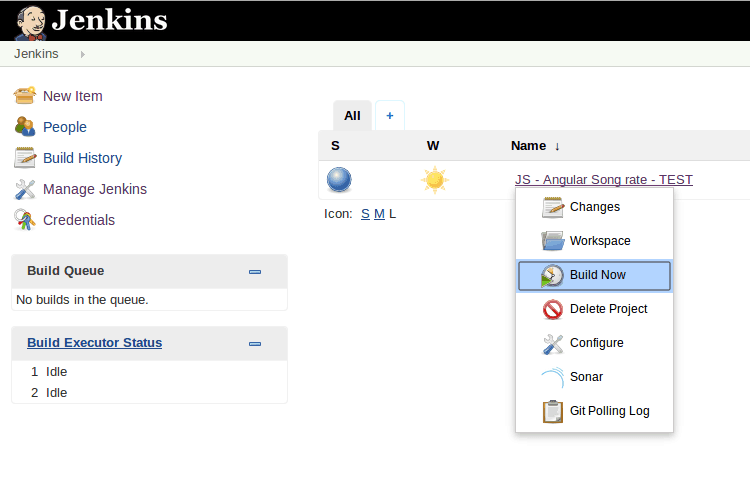 Jenkins
Jenkins
New Item
People
Build History
Manage Jenkins
Credentials
Build Queue
No builds in the queue.
Build Executor Status
1 Idle
2 Idle
All +
S W Name ↓
JS - Angular Song rate - TEST
Icon: S M L
Changes
Workspace
Build Now
Delete Project
Configure
Sonar
Git Polling Log